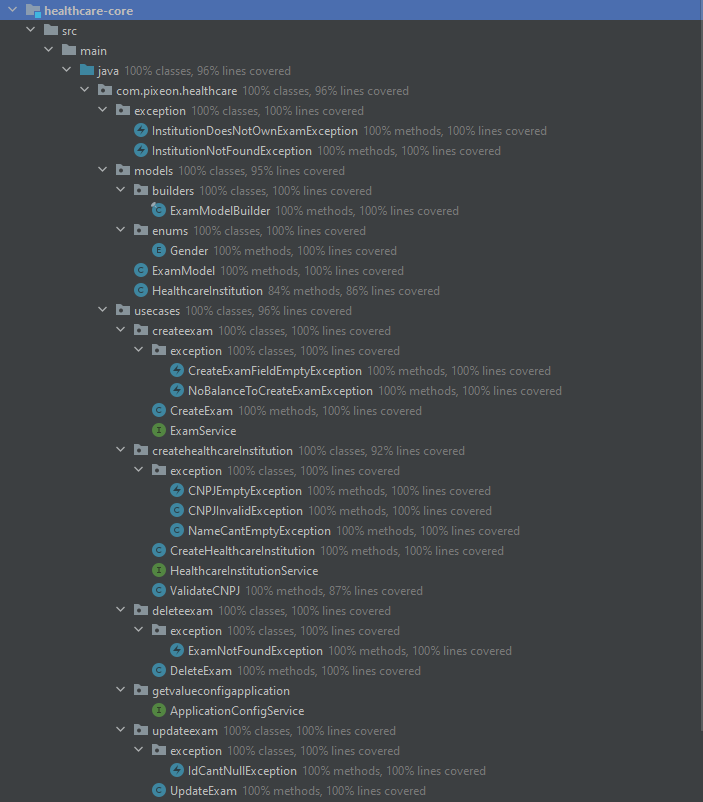 healthcare-core
src
main
java 100% classes, 96% lines covered
com.pixeon.healthcare 100% classes, 96% lines covered
exception 100% classes, 100% lines covered
InstitutionDoesNotOwnExamException 100% methods, 100% lines covered
InstitutionNotFoundException 100% methods, 100% lines covered
models 100% classes, 95% lines covered
builders 100% classes, 100% lines covered
ExamModelBuilder 100% methods, 100% lines covered
enums 100% classes, 100% lines covered
Gender 100% methods, 100% lines covered
ExamModel 100% methods, 100% lines covered
HealthcareInstitution 84% methods, 86% lines covered
usecases 100% classes, 96% lines covered
createexam 100% classes, 100% lines covered
exception 100% classes, 100% lines covered
CreateExamFieldEmptyException 100% methods, 100% lines covered
NoBalanceToCreateExamException 100% methods, 100% lines covered
CreateExam 100% methods, 100% lines covered
ExamService
createhealthcareinstitution 100% classes, 92% lines covered
exception 100% classes, 100% lines covered
CNPJEmptyException 100% methods, 100% lines covered
CNPJInvalidException 100% methods, 100% lines covered
NameCantEmptyException 100% methods, 100% lines covered
CreateHealthcareInstitution 100% methods, 100% lines covered
HealthcareInstitutionService
ValidateCNPJ 100% methods, 87% lines covered
deleteexam 100% classes, 100% lines covered
exception 100% classes, 100% lines covered
ExamNotFoundException 100% methods, 100% lines covered
DeleteExam 100% methods, 100% lines covered
getvalueconfigapplication
ApplicationConfigService
updateexam 100% classes, 100% lines covered
exception 100% classes, 100% lines covered
IdCantNullException 100% methods, 100% lines covered
UpdateExam 100% methods, 100% lines covered